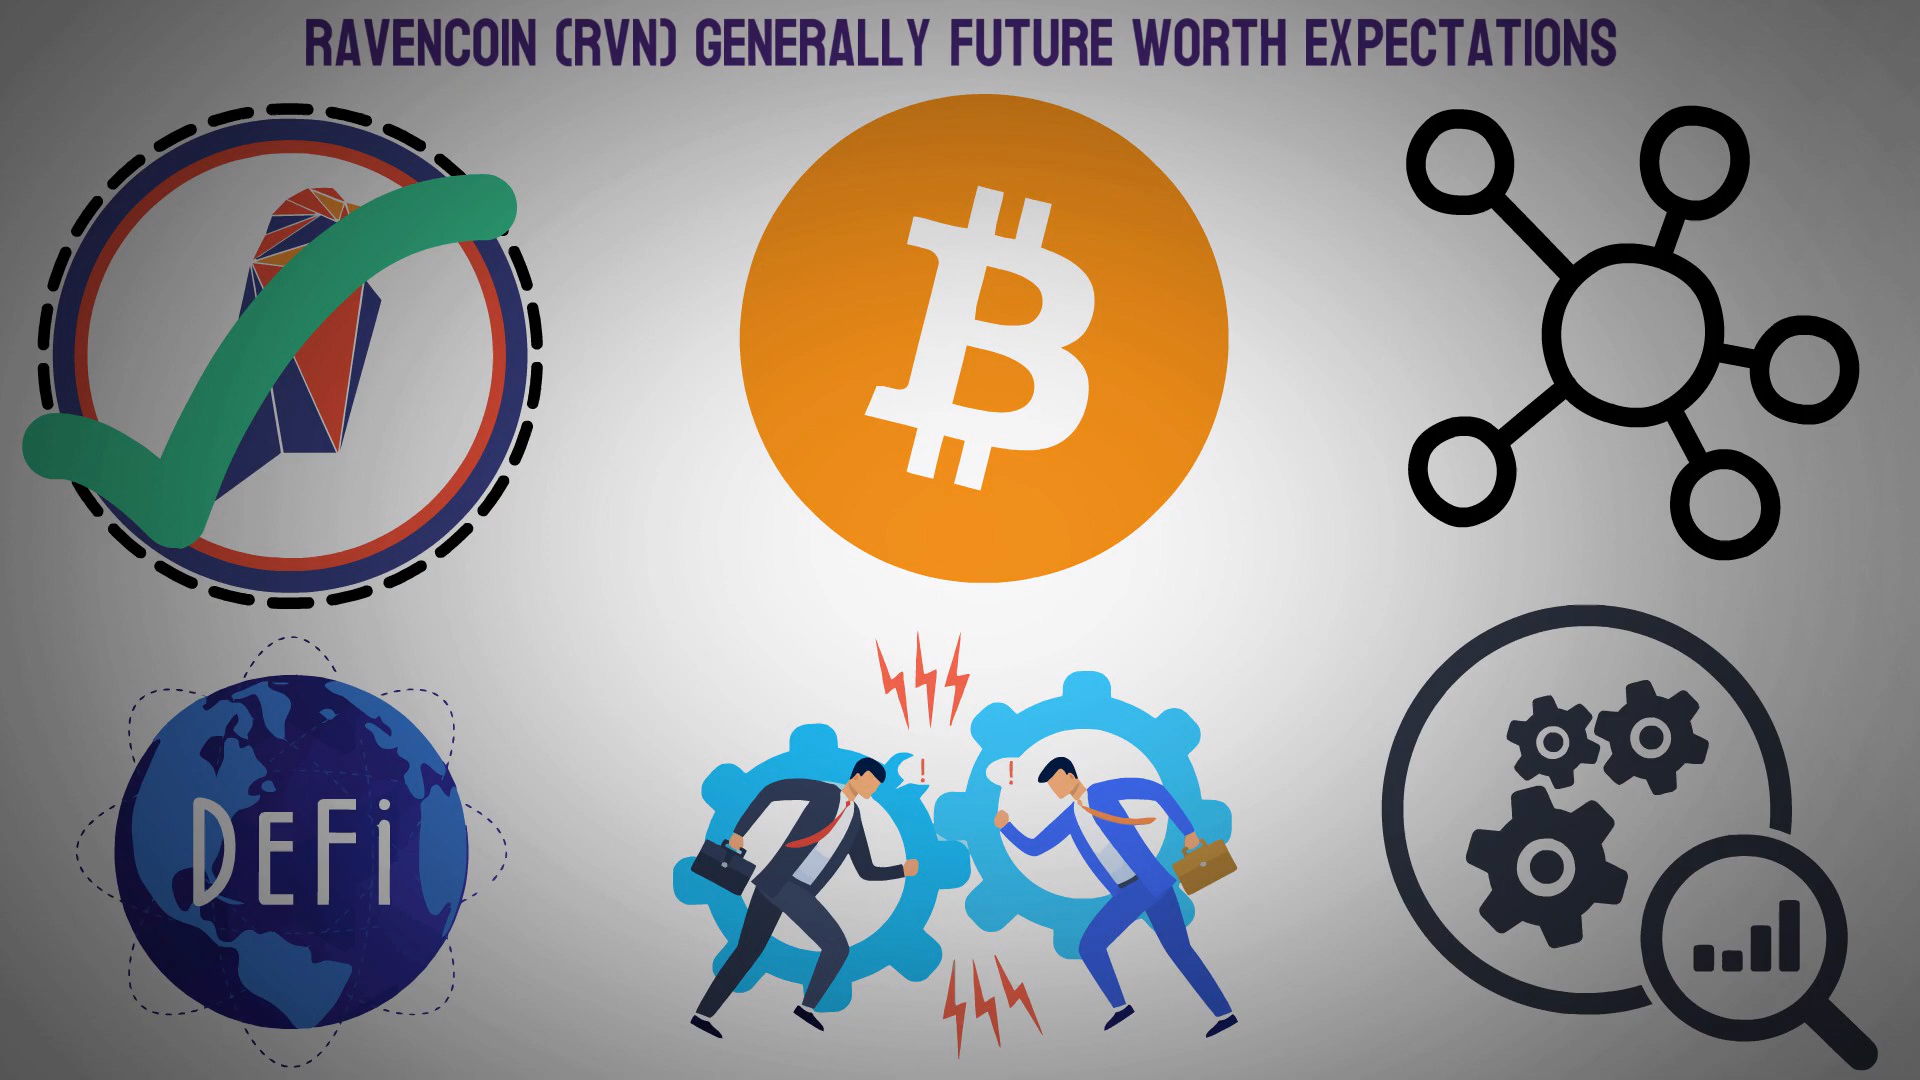 RAVENCOIN (RVN) GENERALLY FUTURE WORTH EXPECTATIONS
DEFi
!
!